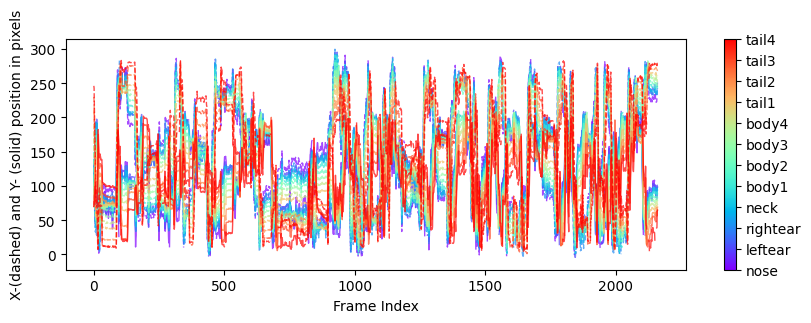 X-(dashed) and Y- (solid) position in pixels
300
250
200
150
100
50
0
0
500
1000
1500
2000
Frame Index
tail4
tail3
tail2
tail1
body4
body3
body2
body1
neck
rightear
leftear
nose